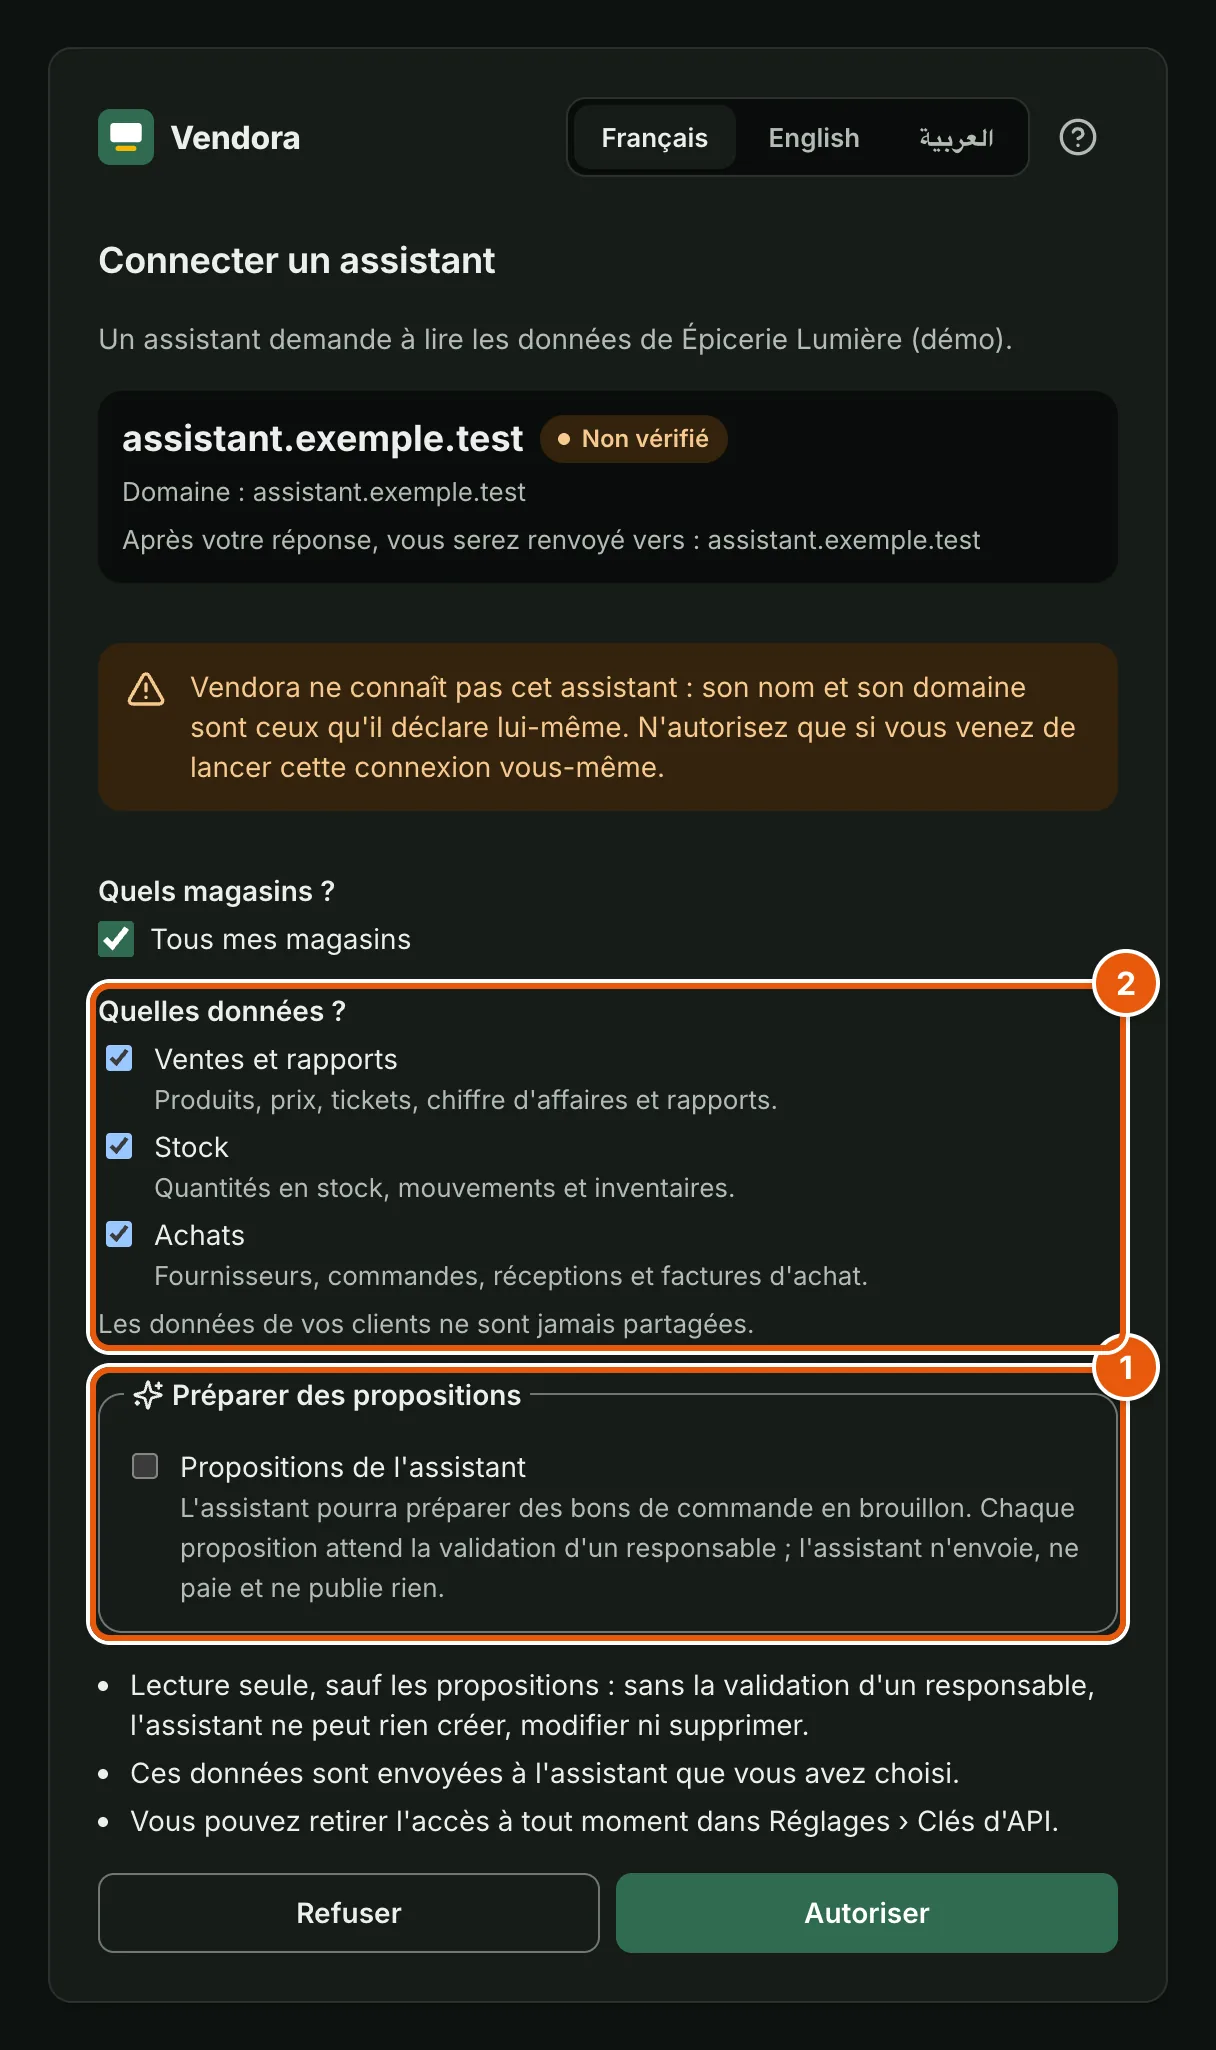 Vendora
Français
English
العربية
Connecter un assistant
Un assistant demande à lire les données de Épicerie Lumière (démo).
assistant.exemple.test
Non vérifié
Domaine : assistant.exemple.test
Après votre réponse, vous serez renvoyé vers : assistant.exemple.test
Vendora ne connaît pas cet assistant : son nom et son domaine
sont ceux qu'il déclare lui-même. N'autorisez que si vous venez de
lancer cette connexion vous-même.
Quels magasins ?
Tous mes magasins
2
Quelles données ?
Ventes et rapports
Produits, prix, tickets, chiffre d'affaires et rapports.
Stock
Quantités en stock, mouvements et inventaires.
Achats
Fournisseurs, commandes, réceptions et factures d'achat.
Les données de vos clients ne sont jamais partagées.
1
Préparer des propositions
Propositions de l'assistant
L'assistant pourra préparer des bons de commande en brouillon. Chaque
proposition attend la validation d'un responsable ; l'assistant n'envoie, ne
paie et ne publie rien.
• Lecture seule, sauf les propositions : sans la validation d'un responsable,
l'assistant ne peut rien créer, modifier ni supprimer.
• Ces données sont envoyées à l'assistant que vous avez choisi.
• Vous pouvez retirer l'accès à tout moment dans Réglages › Clés d'API.
Refuser
Autoriser